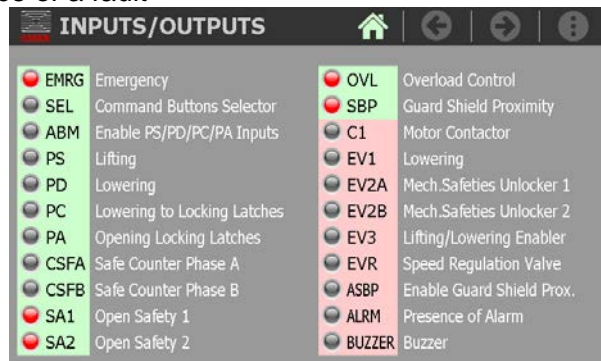 INPUTS/OUTPUTS
EMRG Emergency
SEL Command Buttons Selector
ABM Enable PS/PD/PC/PA Inputs
PS Lifting
PD Lowering
PC Lowering to Locking Latches
PA Opening Locking Latches
CSFA Safe Counter Phase A
CSFB Safe Counter Phase B
SA1 Open Safety 1
SA2 Open Safety 2
OVL Overload Control
SBP Guard Shield Proximity
C1 Motor Contactor
EV1 Lowering
EV2A Mech.Safeties Unlocker 1
EV2B Mech.Safeties Unlocker 2
EV3 Lifting/Lowering Enabler
EVR Speed Regulation Valve
ASBP Enable Guard Shield Prox.
ALRM Presence of Alarm
BUZZER Buzzer